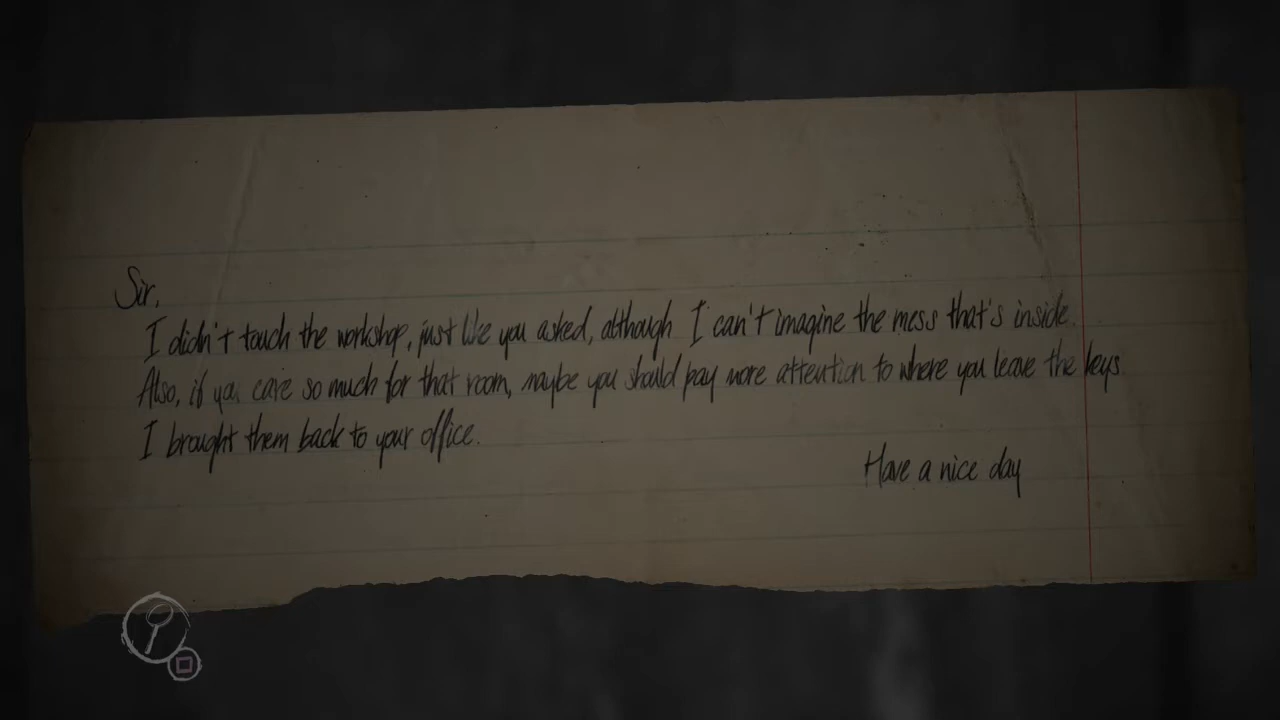 Sir,
I didn't touch the workshop, just like you asked, although I can't imagine the mess that's inside.
Also, if you care so much for that room, maybe you should pay more attention to where you leave the keys.
I brought them back to your office.
Have a nice day